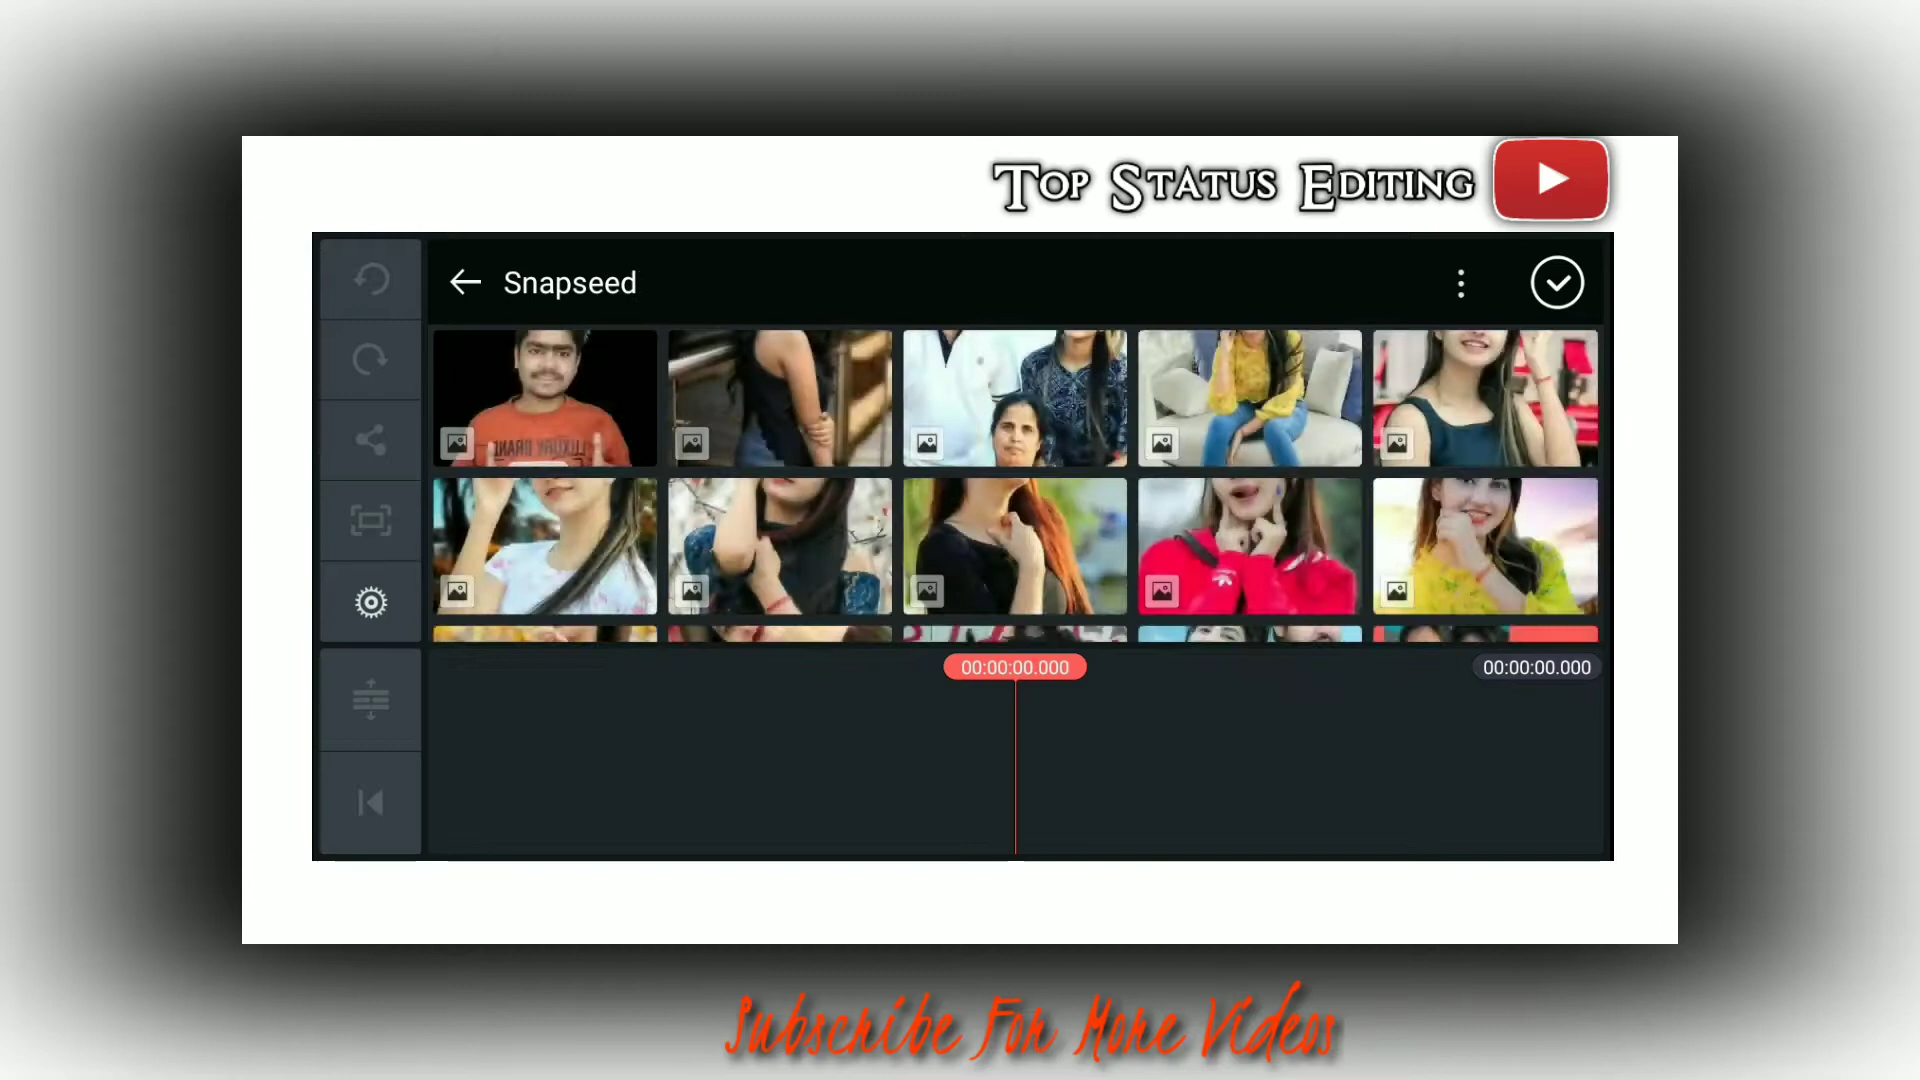 Top Status Editing
Snapseed
00:00:00.000
00:00:00.000
Subscribe For More Videos